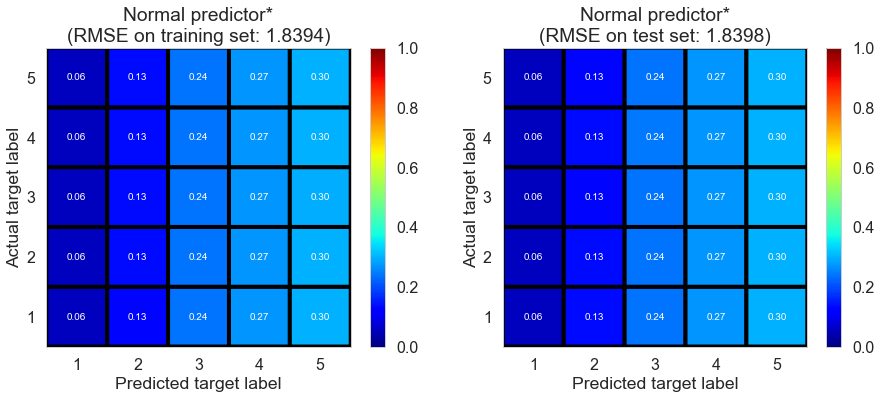 Normal predictor*
(RMSE on training set: 1.8394)
Actual target label
5 0.06 0.13 0.24 0.27 0.30
4 0.06 0.13 0.24 0.27 0.30
3 0.06 0.13 0.24 0.27 0.30
2 0.06 0.13 0.24 0.27 0.30
1 0.06 0.13 0.24 0.27 0.30
1 2 3 4 5
Predicted target label
1.0
0.8
0.6
0.4
0.2
0.0
Normal predictor*
(RMSE on test set: 1.8398)
Actual target label
5 0.06 0.13 0.24 0.27 0.30
4 0.06 0.13 0.24 0.27 0.30
3 0.06 0.13 0.24 0.27 0.30
2 0.06 0.13 0.24 0.27 0.30
1 0.06 0.13 0.24 0.27 0.30
1 2 3 4 5
Predicted target label
1.0
0.8
0.6
0.4
0.2
0.0